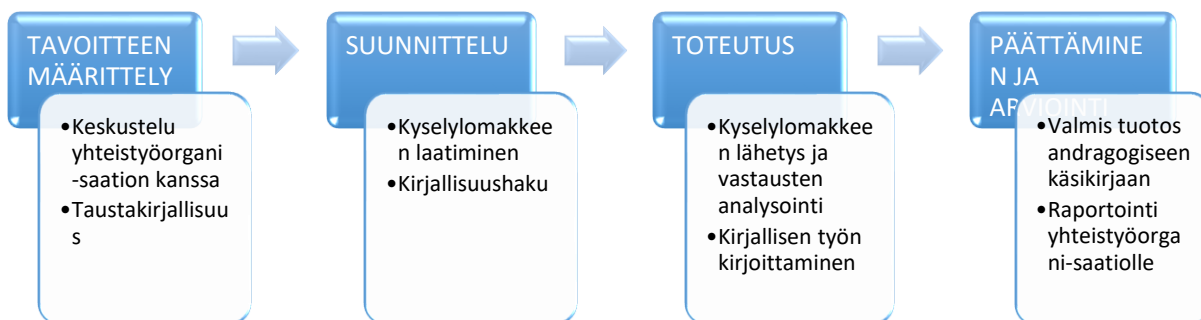 TAVOITTEEN
MÄÄRITTELY
•Keskustelu
yhteistyöorgani
-saation kanssa
•Taustakirjallisuu
s
SUUNNITTELU
•Kyselylomakkee
n laatiminen
•Kirjallisuushaku
TOTEUTUS
•Kyselylomakkee
n lähetys ja
vastausten
analysointi
•Kirjallisen työn
kirjoittaminen
PÄÄTTÄMINE
N JA
ARVIOINTI
•Valmis tuotos
andragogiseen
käsikirjaan
•Raportointi
yhteistyöorga
ni-saatiolle